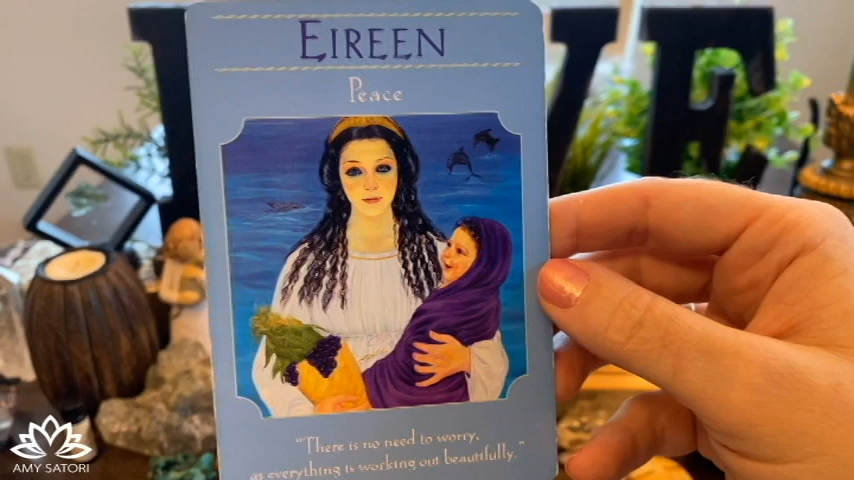 EIREEN
Peace
"There is no need to worry,
as everything is working out beautifully."
AMY SATORI